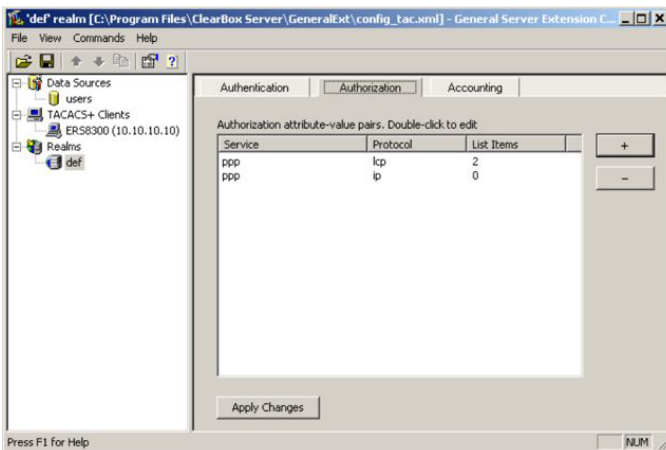 'def' realm [C:\Program Files\ClearBox Server\GeneralExt\config_tac.xml] - General Server Extension C...
File View Commands Help
Data Sources
users
TACACS+ Clients
ERS8300 (10.10.10.10)
Realms
def
Authentication Authorization Accounting
Authorization attribute-value pairs. Double-click to edit
Service Protocol List Items
ppp lcp 2
ppp ip 0
+
-
Apply Changes
Press F1 for Help NUM